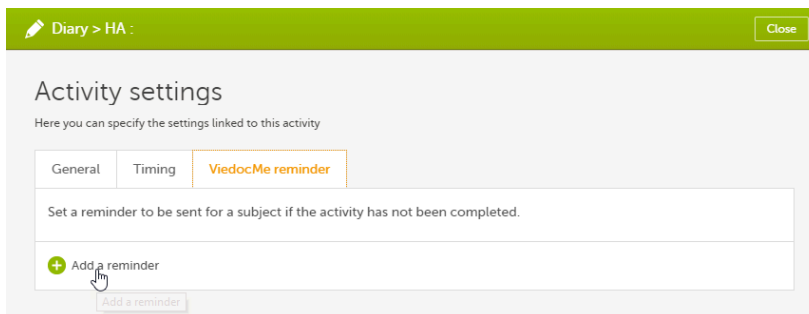 Diary > HA :
Close
Activity settings
Here you can specify the settings linked to this activity
General Timing ViedocMe reminder
Set a reminder to be sent for a subject if the activity has not been completed.
Add a reminder
Add a reminder